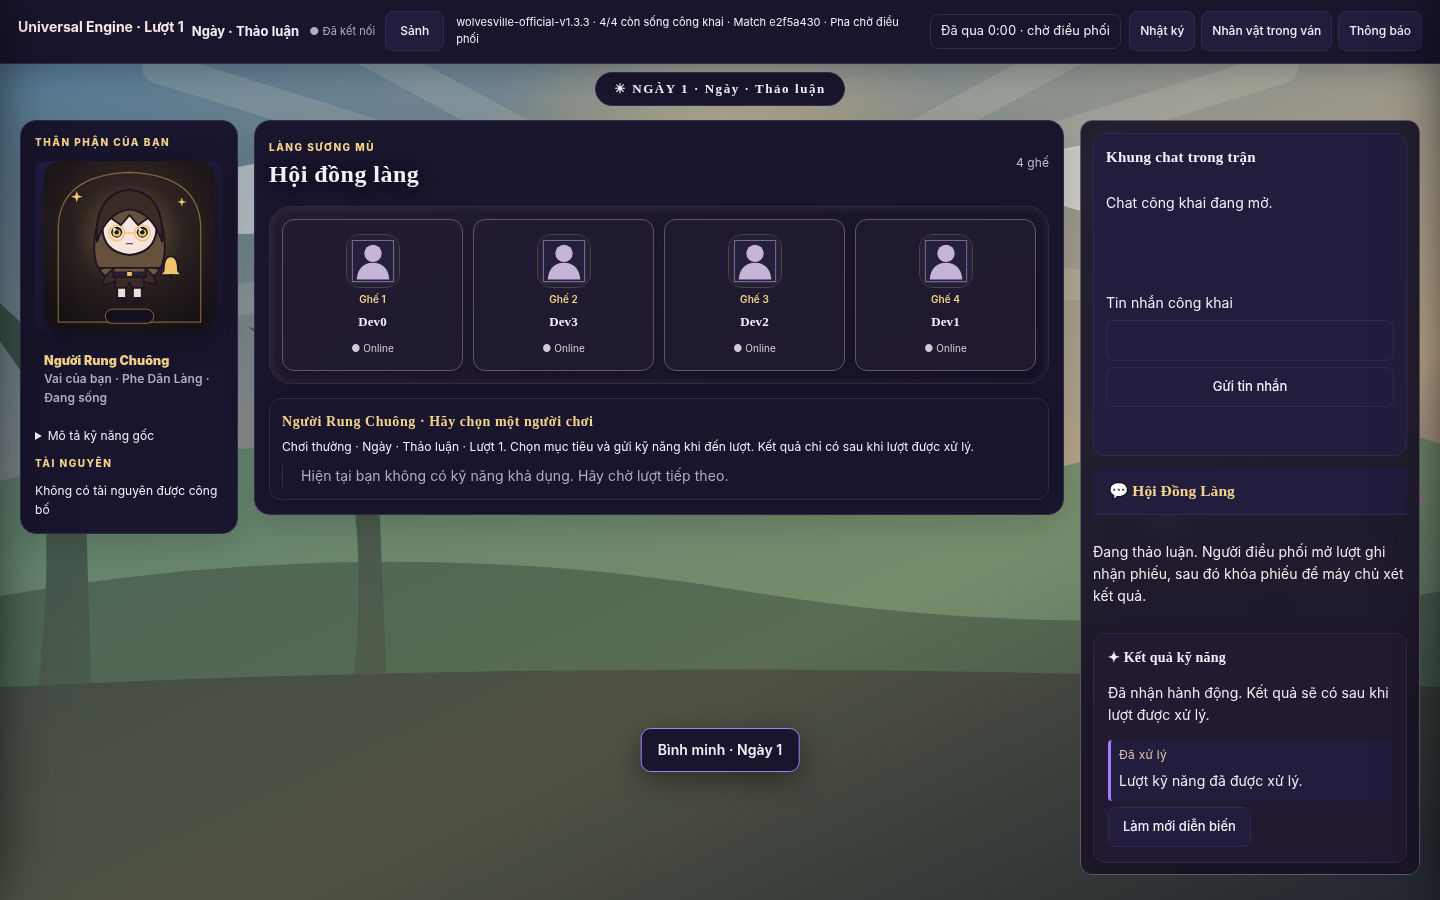 Universal Engine · Lượt 1
Ngày · Thảo luận
Đã kết nối
Sảnh
wolvesville-official-v1.3.3 · 4/4 còn sống công khai · Match e2f5a430 · Pha chờ điều phối
Đã qua 0:00 · chờ điều phối
Nhật ký
Nhân vật trong ván
Thông báo
☀ NGÀY 1 · Ngày · Thảo luận
THÂN PHẬN CỦA BẠN
Người Rung Chuông
Vai của bạn · Phe Dân Làng ·
Đang sống
▶ Mô tả kỹ năng gốc
TÀI NGUYÊN
Không có tài nguyên được công
bố
LÀNG SƯƠNG MÙ
Hội đồng làng
4 ghế
Ghế 1
Dev0
Online
Ghế 2
Dev3
Online
Ghế 3
Dev2
Online
Ghế 4
Dev1
Online
Người Rung Chuông · Hãy chọn một người chơi
Chơi thường · Ngày · Thảo luận · Lượt 1. Chọn mục tiêu và gửi kỹ năng khi đến lượt. Kết quả chỉ có sau khi lượt được xử lý.
Hiện tại bạn không có kỹ năng khả dụng. Hãy chờ lượt tiếp theo.
Bình minh · Ngày 1
Khung chat trong trận
Chat công khai đang mở.
Tin nhắn công khai
Gửi tin nhắn
💬 Hội Đồng Làng
Đang thảo luận. Người điều phối mở lượt ghi
nhận phiếu, sau đó khóa phiếu để máy chủ xét
kết quả.
✦ Kết quả kỹ năng
Đã nhận hành động. Kết quả sẽ có sau khi
lượt được xử lý.
Đã xử lý
Lượt kỹ năng đã được xử lý.
Làm mới diễn biến